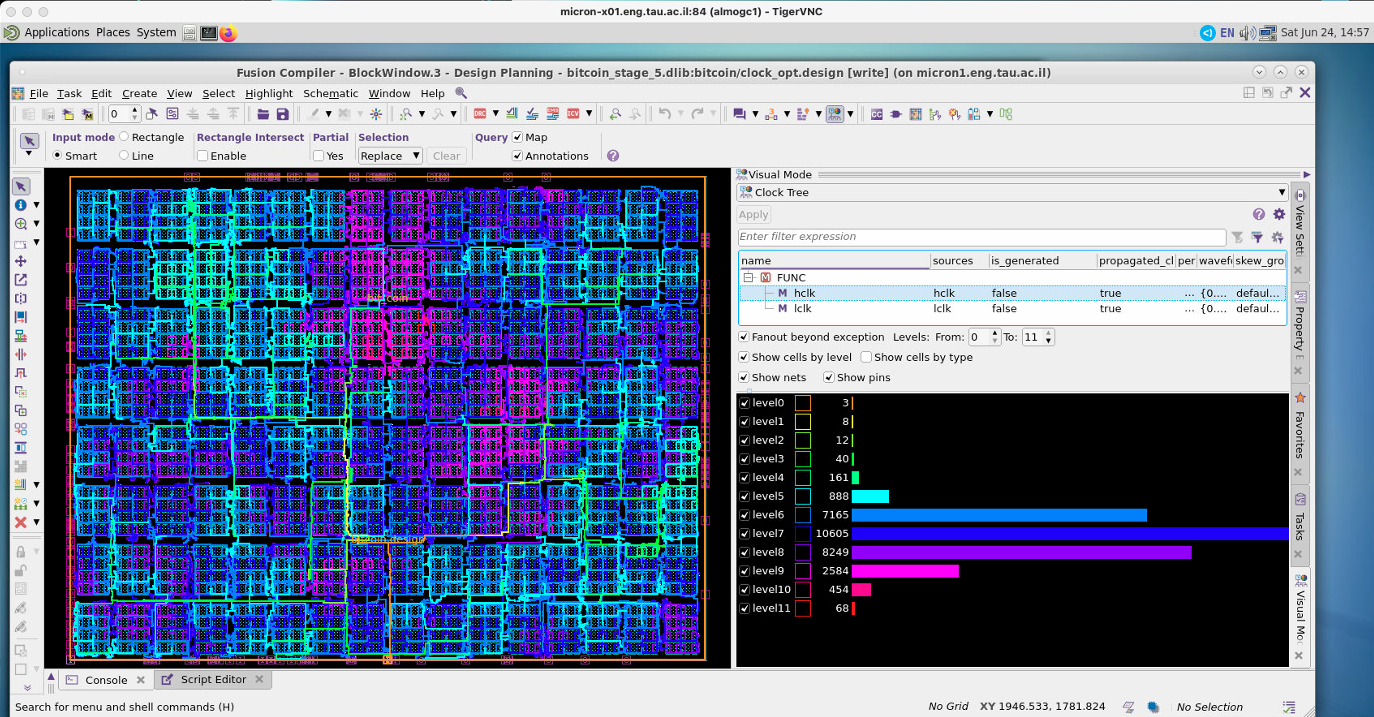 micron-x01.eng.tau.ac.il:84 (almogc1) - TigerVNC
Applications Places System
EN Sat Jun 24, 14:57
Fusion Compiler - BlockWindow.3 - Design Planning - bitcoin_stage_5.dlib:bitcoin/clock_opt.design [write] (on micron1.eng.tau.ac.il)
File Task Edit Create View Select Highlight Schematic Window Help
0 DRC LVS ICV
Input mode Rectangle Rectangle Intersect Partial Selection Query Map
Smart Line Enable Yes Replace Clear Annotations
Visual Mode
Clock Tree
Apply
Enter filter expression
name sources is_generated propagated_cl per wavef skew_gro
FUNC
M hclk hclk false true ... {0.... defaul...
M lclk lclk false true ... {0.... defaul...
Fanout beyond exception Levels: From: 0 To: 11
Show cells by level Show cells by type
Show nets Show pins
level0 3
level1 8
level2 12
level3 40
level4 161
level5 888
level6 7165
level7 10605
level8 8249
level9 2584
level10 454
level11 68
View Setti
Property E
Favorites
Tasks
Visual Mo
bitcoin
Console Script Editor
Search for menu and shell commands (H)
No Grid XY 1946.533, 1781.824 No Selection